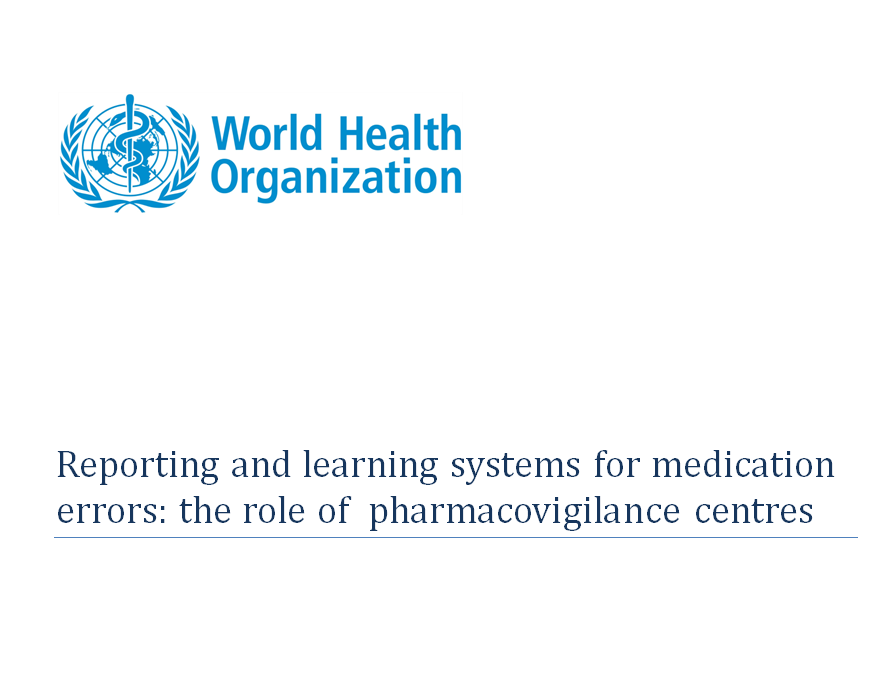 World Health
Organization
Reporting and learning systems for medication
errors: the role of pharmacovigilance centres